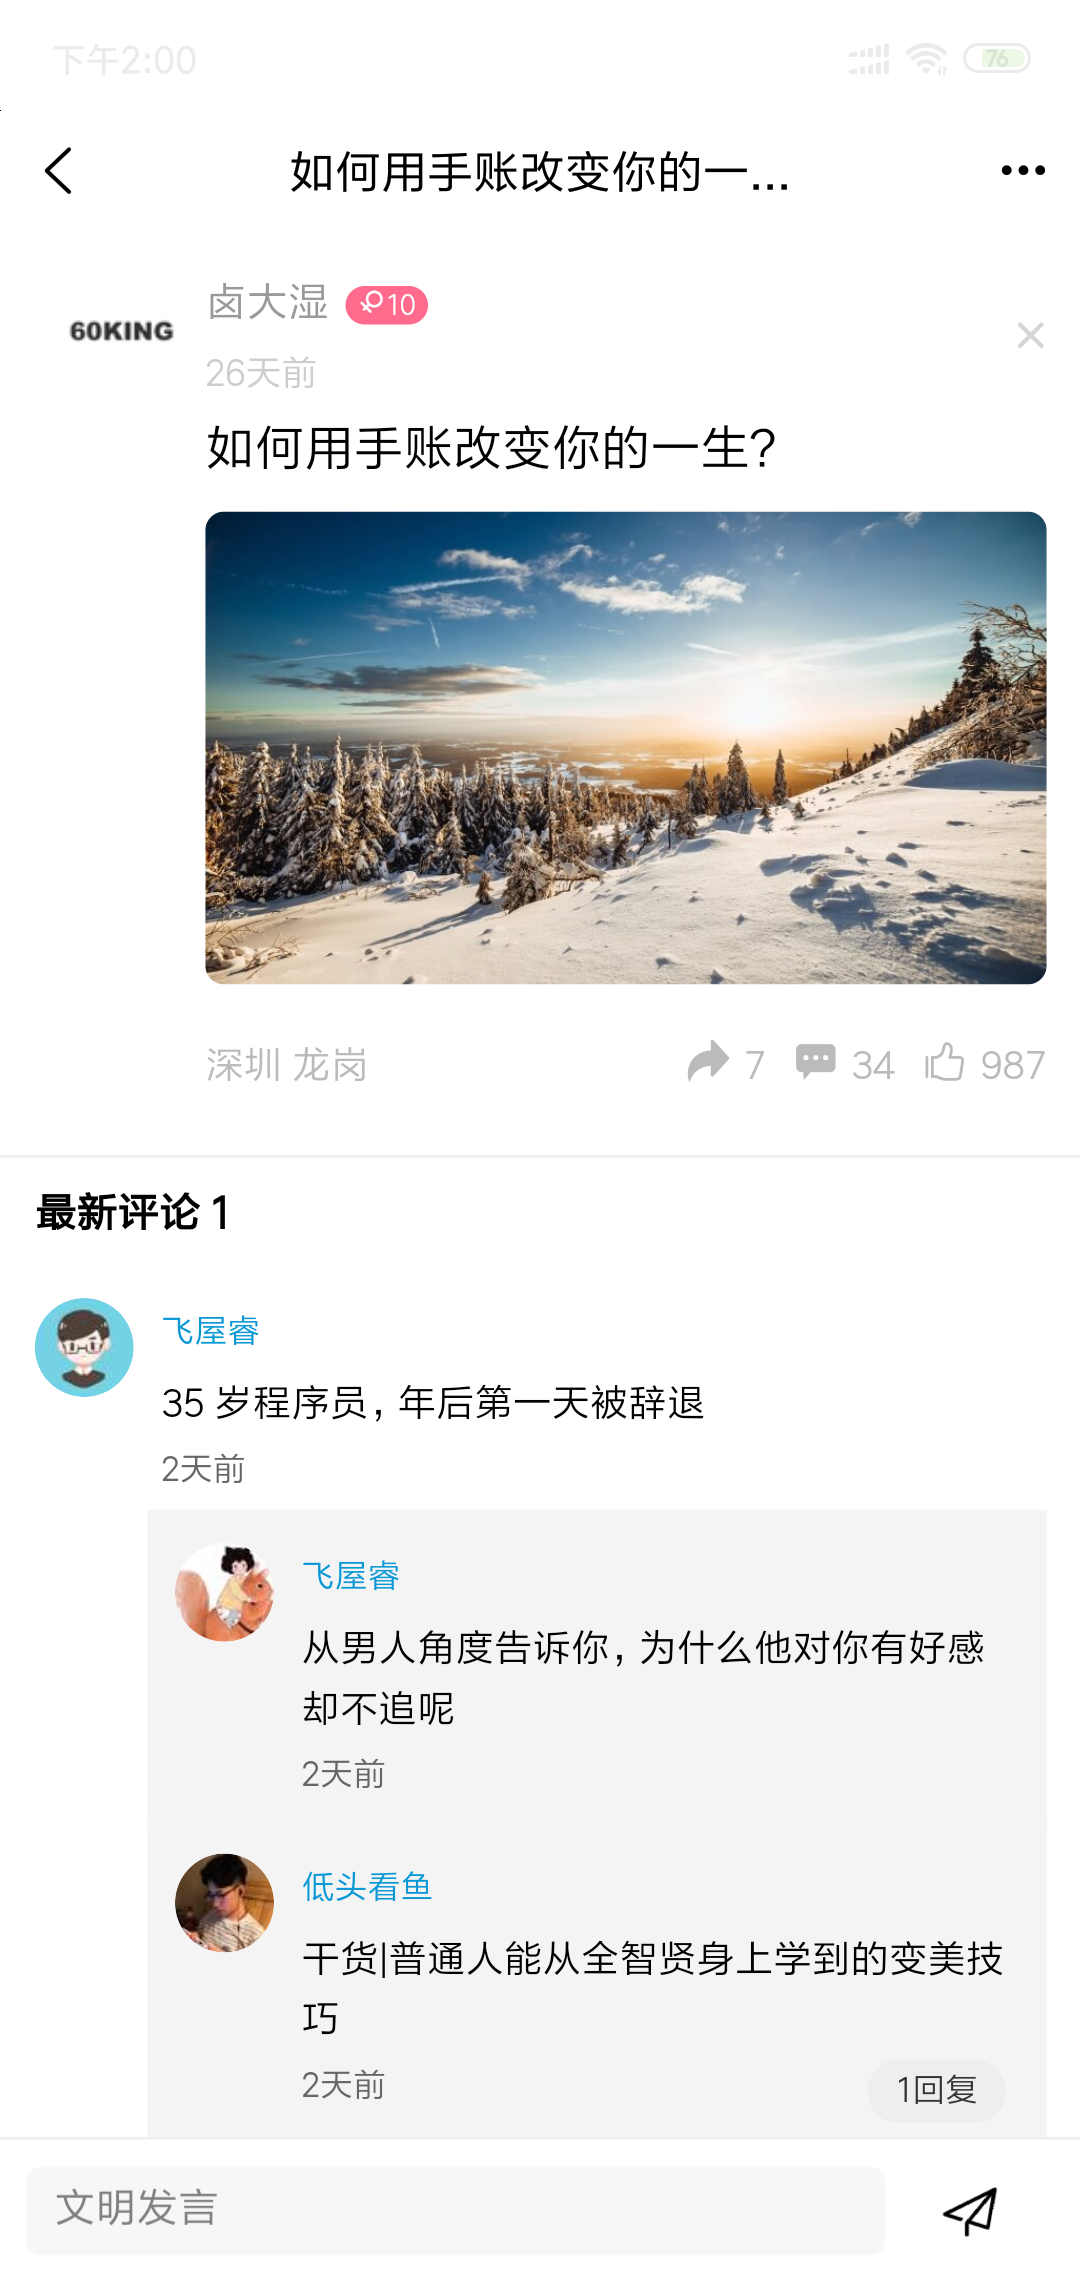 下午2:00
76
如何用手账改变你的一...
60KING
卤大湿
10
26天前
如何用手账改变你的一生?
深圳 龙岗
7
34
987
最新评论 1
飞屋睿
35 岁程序员，年后第一天被辞退
2天前
飞屋睿
从男人角度告诉你，为什么他对你有好感
却不追呢
2天前
低头看鱼
干货|普通人能从全智贤身上学到的变美技
巧
2天前
1回复
文明发言